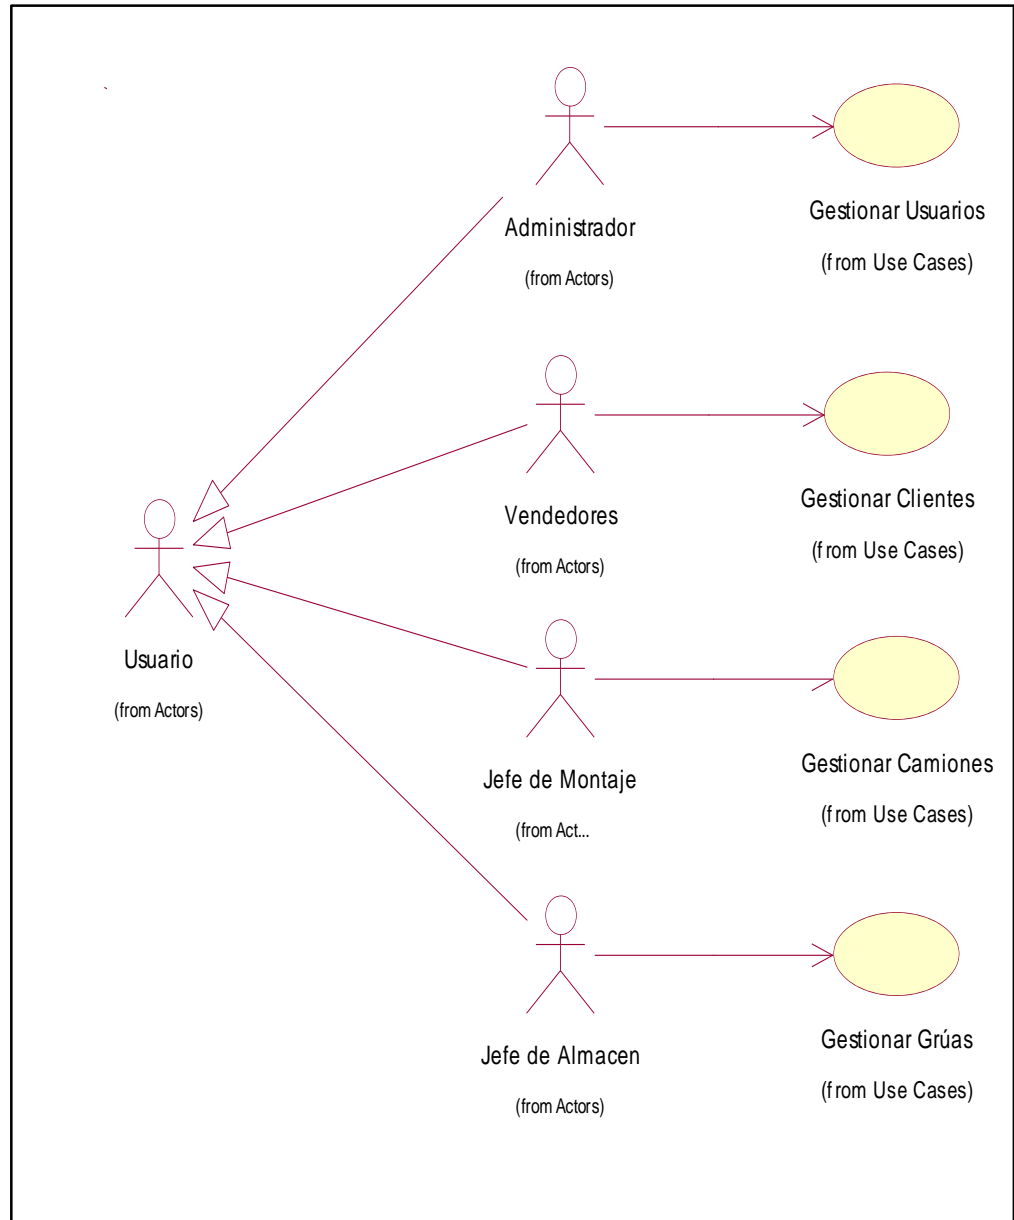 Administrador
(from Actors)
Gestionar Usuarios
(from Use Cases)
Vendedores
(from Actors)
Gestionar Clientes
(from Use Cases)
Usuario
(from Actors)
Jefe de Montaje
(from Act...
Gestionar Camiones
(from Use Cases)
Jefe de Almacen
(from Actors)
Gestionar Grúas
(from Use Cases)